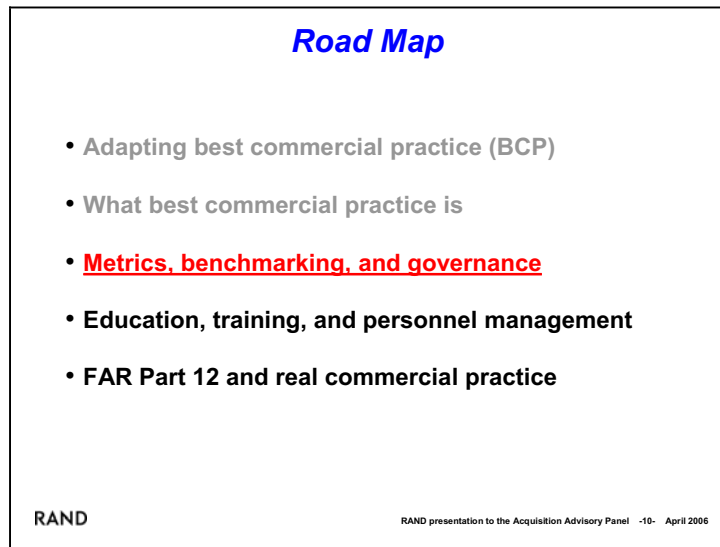 Road Map
• Adapting best commercial practice (BCP)
• What best commercial practice is
• Metrics, benchmarking, and governance
• Education, training, and personnel management
• FAR Part 12 and real commercial practice
RAND
RAND presentation to the Acquisition Advisory Panel -10- April 2006